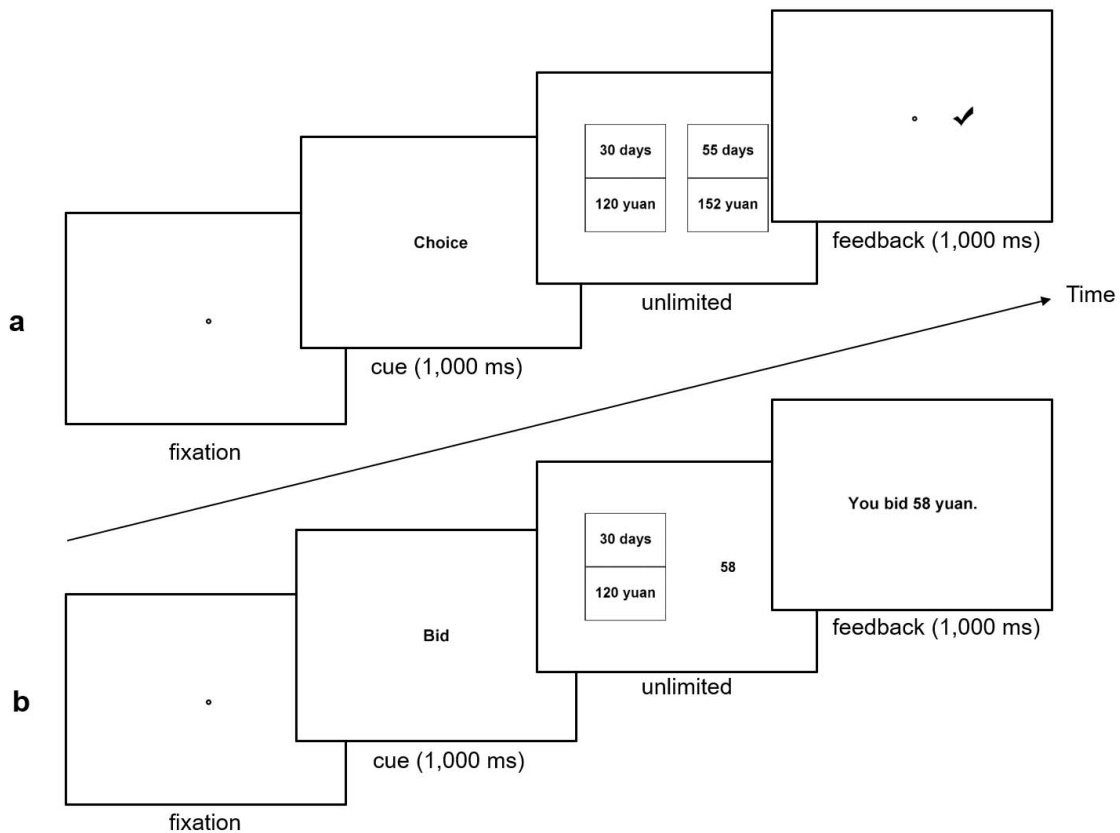 a
fixation
Choice
cue (1,000 ms)
30 days 55 days
120 yuan 152 yuan
unlimited
feedback (1,000 ms)
Time
b
fixation
Bid
cue (1,000 ms)
30 days
58
120 yuan
unlimited
You bid 58 yuan.
feedback (1,000 ms)